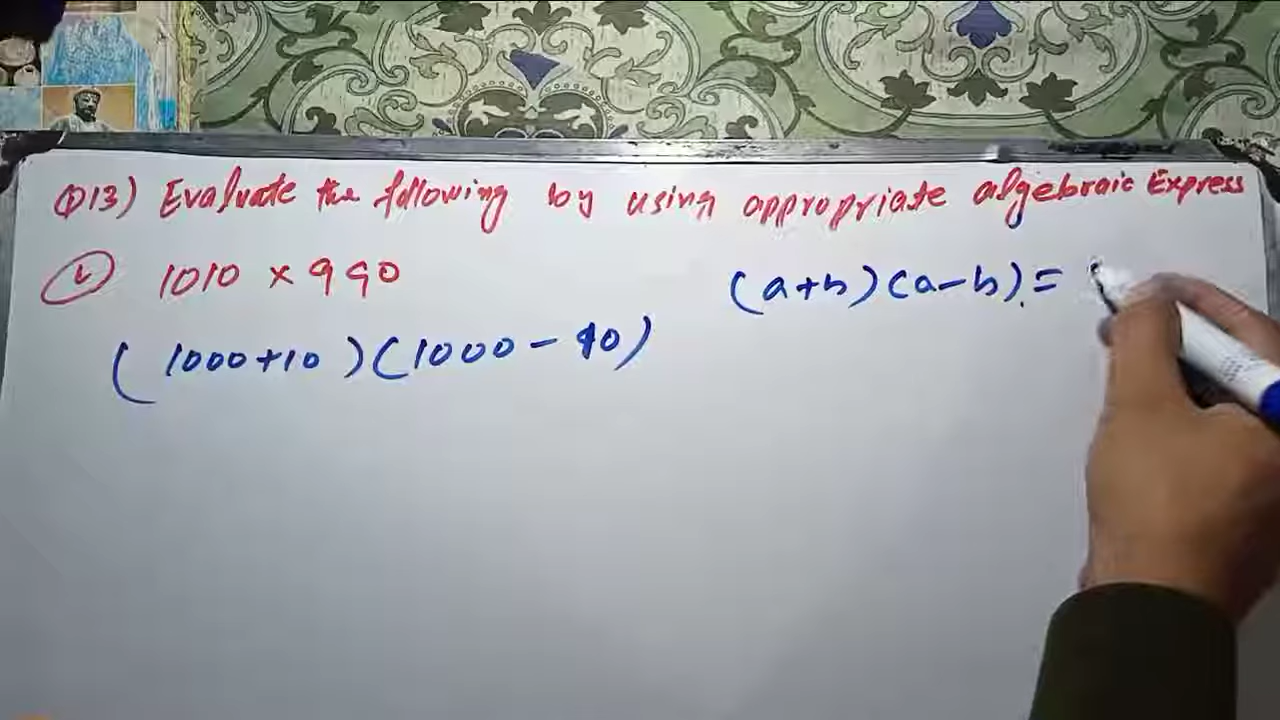 Q13) Evaluate the following by using appropriate algebraic Express
1010 × 990
(a+b)(a-b) =
(1000+10)(1000-10)